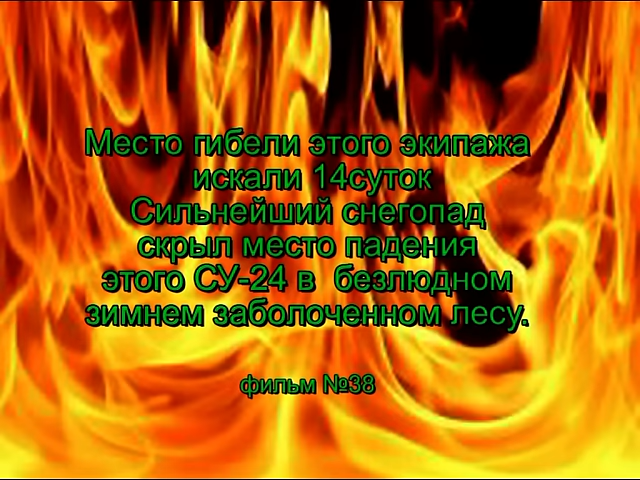 Место гибели этого экипажа
искали 14суток
Сильнейший снегопад
скрыл место падения
этого СУ-24 в  безлюдном
зимнем заболоченном лесу.
фильм №38